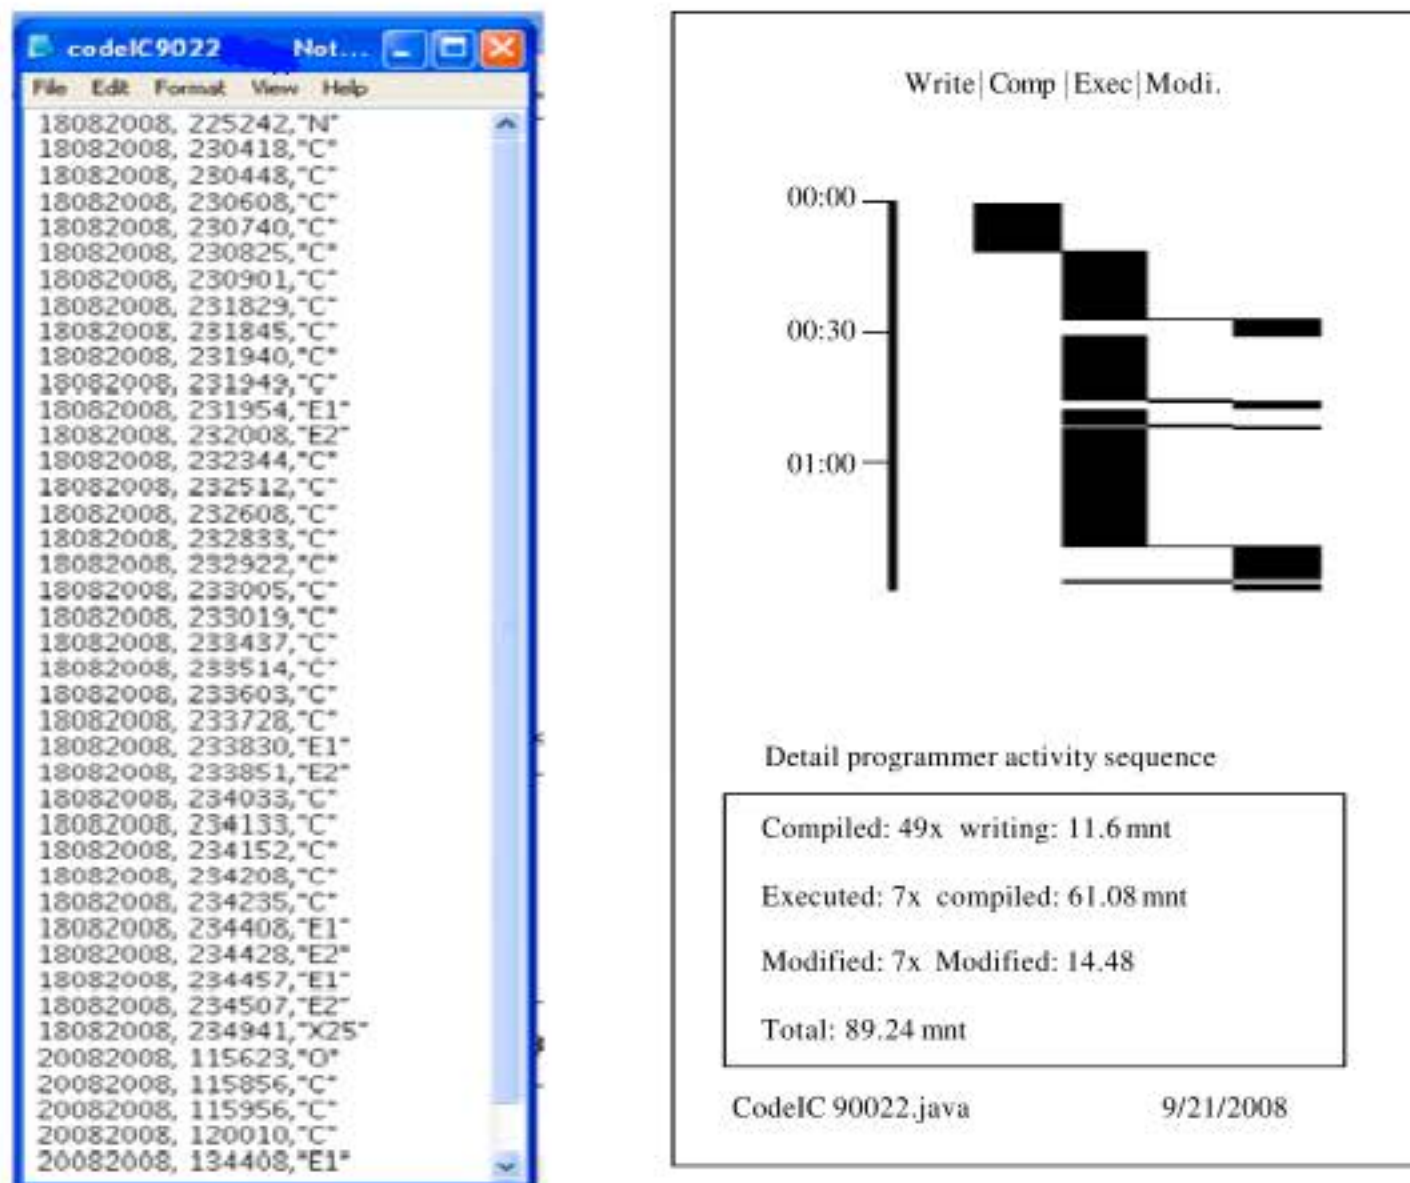 codeIC9022 Not...
File Edit Format View Help
18082008, 225242,"N"
18082008, 230418,"C"
18082008, 230448,"C"
18082008, 230608,"C"
18082008, 230740,"C"
18082008, 230825,"C"
18082008, 230901,"C"
18082008, 231829,"C"
18082008, 231845,"C"
18082008, 231940,"C"
18082008, 231949,"C"
18082008, 231954,"E1"
18082008, 232008,"E2"
18082008, 232344,"C"
18082008, 232512,"C"
18082008, 232608,"C"
18082008, 232833,"C"
18082008, 232922,"C"
18082008, 233005,"C"
18082008, 233019,"C"
18082008, 233437,"C"
18082008, 233514,"C"
18082008, 233603,"C"
18082008, 233728,"C"
18082008, 233830,"E1"
18082008, 233851,"E2"
18082008, 234033,"C"
18082008, 234133,"C"
18082008, 234152,"C"
18082008, 234208,"C"
18082008, 234235,"C"
18082008, 234408,"E1"
18082008, 234428,"E2"
18082008, 234457,"E1"
18082008, 234507,"E2"
18082008, 234941,"X25"
20082008, 115623,"O"
20082008, 115856,"C"
20082008, 115956,"C"
20082008, 120010,"C"
20082008, 134408,"E1"
Write|Comp|Exec|Modi.
00:00
00:30
01:00
Detail programmer activity sequence
Compiled: 49x writing: 11.6 mnt
Executed: 7x compiled: 61.08 mnt
Modified: 7x Modified: 14.48
Total: 89.24 mnt
CodeIC 90022.java 9/21/2008